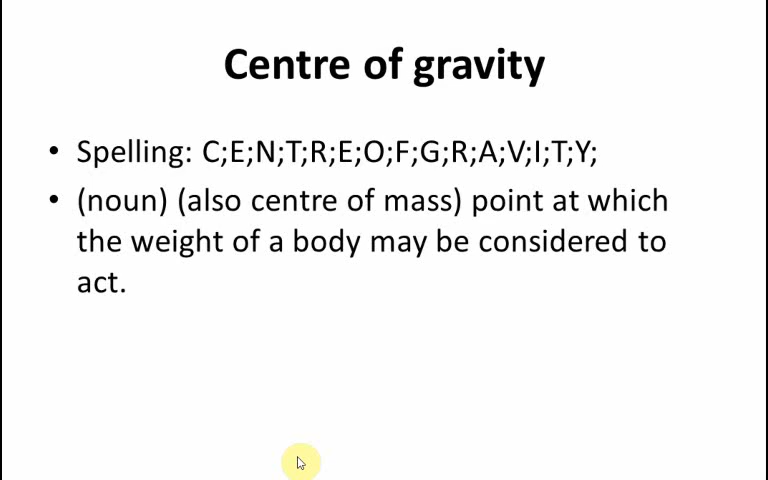 Centre of gravity
• Spelling: C;E;N;T;R;E;O;F;G;R;A;V;I;T;Y;
• (noun) (also centre of mass) point at which
the weight of a body may be considered to
act.